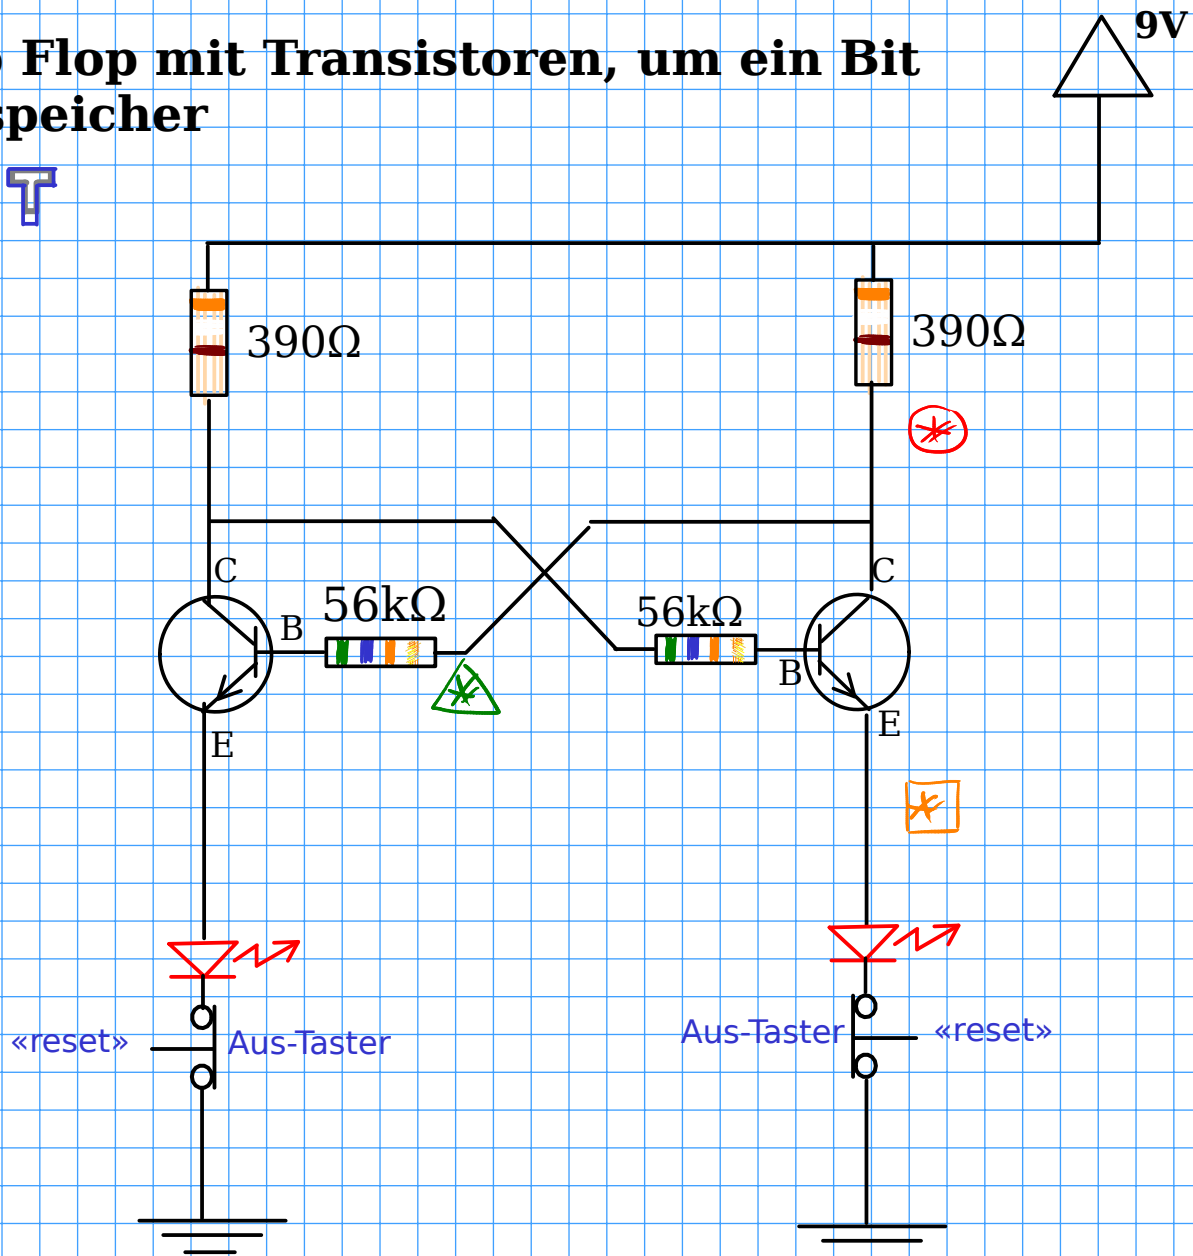 Flop mit Transistoren, um ein Bit
speicher
9V
T
390Ω
390Ω
C
C
56kΩ
56kΩ
B
B
E
E
«reset»
Aus-Taster
Aus-Taster
«reset»